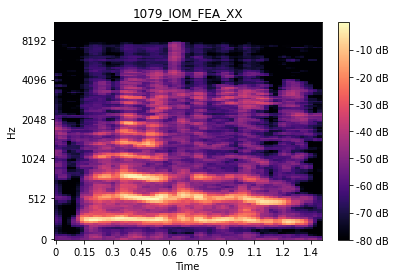 1079_IOM_FEA_XX
8192
4096
2048
1024
512
0
Hz
0
0.15
0.3
0.45
0.6
0.75
0.9
1.1
1.2
1.4
Time
-10 dB
-20 dB
-30 dB
-40 dB
-50 dB
-60 dB
-70 dB
-80 dB